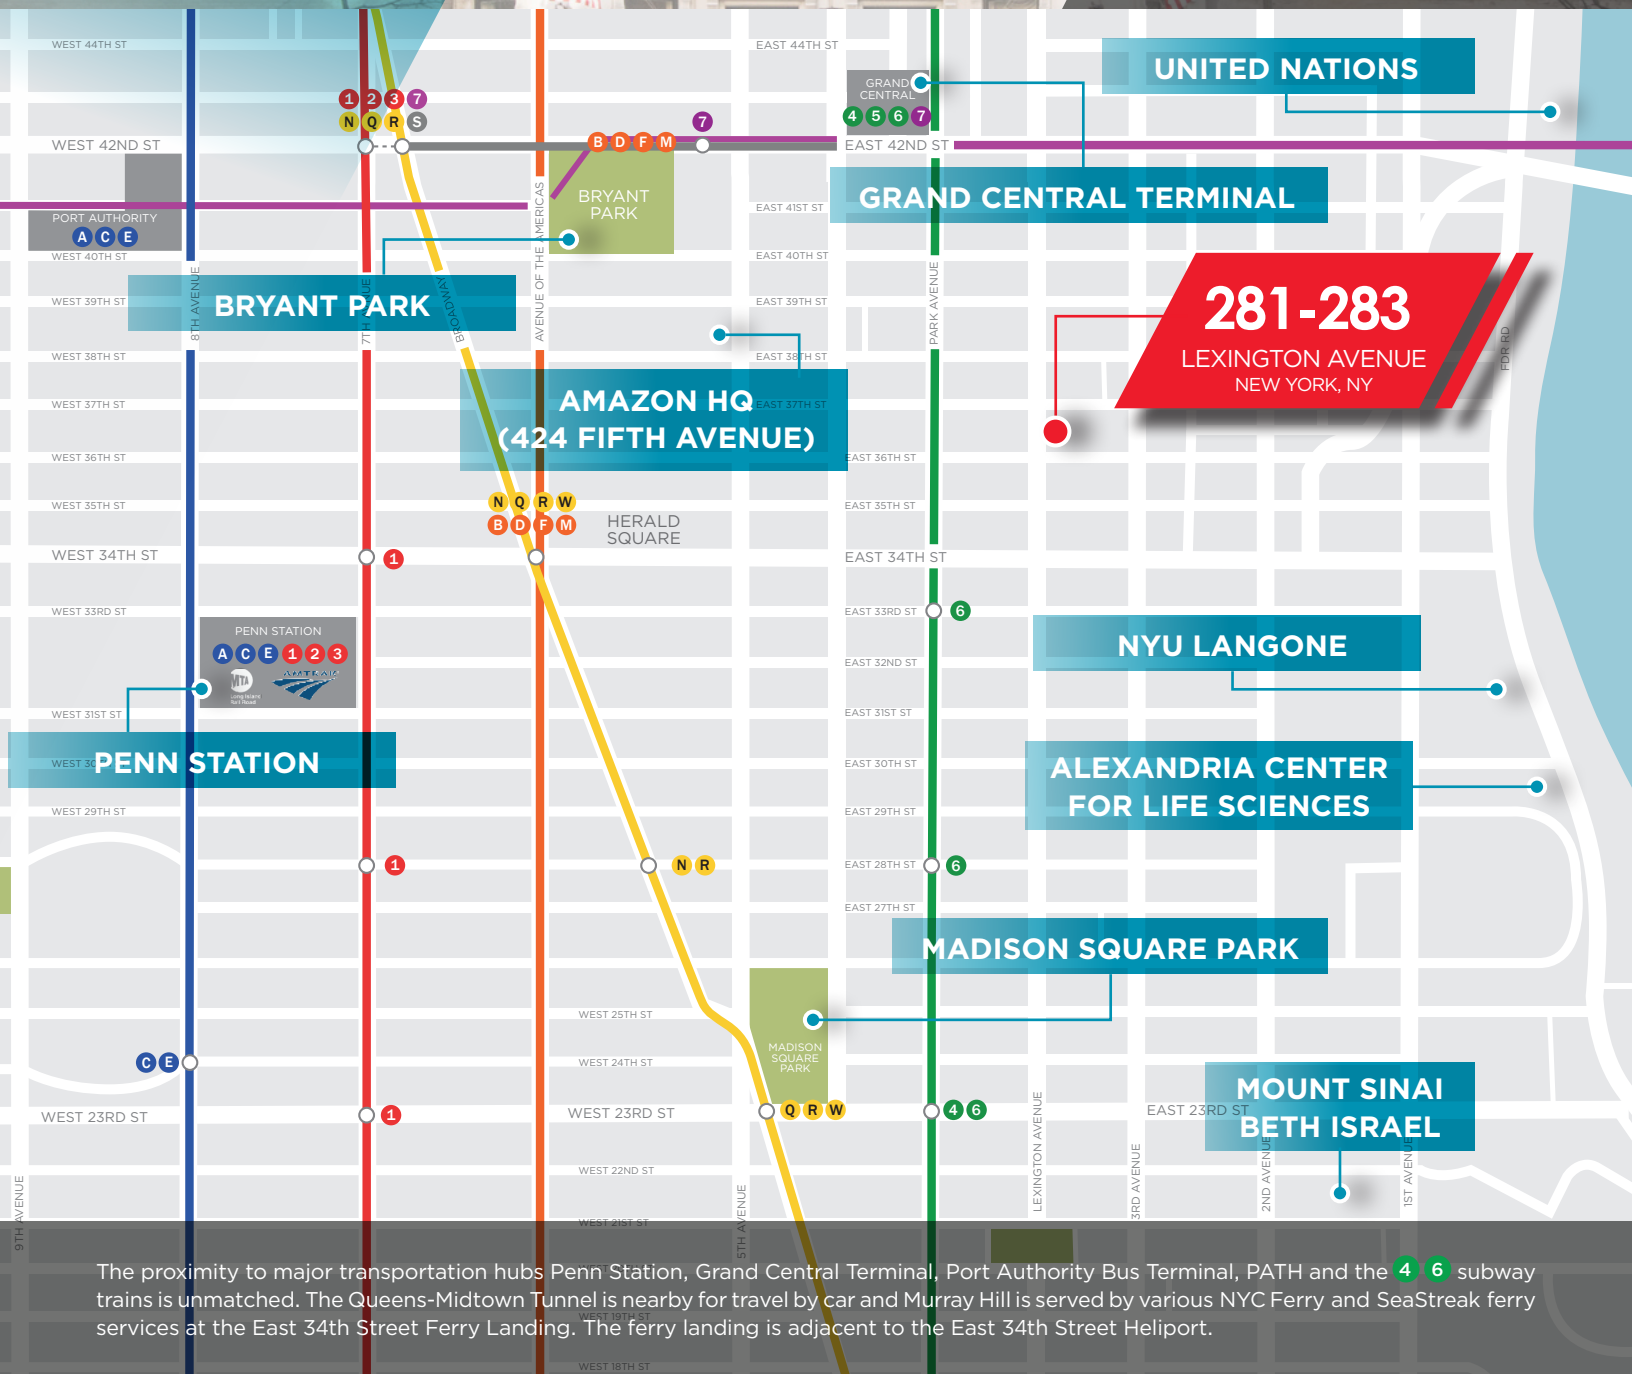 WEST 44TH ST
EAST 44TH ST
UNITED NATIONS
GRAND
CENTRAL
4 5 6 7
1 2 3 7
N Q R S
7
B D F M
WEST 42ND ST
EAST 42ND ST
BRYANT
PARK
GRAND CENTRAL TERMINAL
EAST 41ST ST
PORT AUTHORITY
A C E
WEST 40TH ST
EAST 40TH ST
8TH AVENUE
7TH AVENUE
BROADWAY
AVENUE OF THE AMERICAS
PARK AVENUE
BRYANT PARK
WEST 39TH ST
EAST 39TH ST
281-283
LEXINGTON AVENUE
NEW YORK, NY
FDR RD
WEST 38TH ST
EAST 38TH ST
WEST 37TH ST
EAST 37TH ST
AMAZON HQ
(424 FIFTH AVENUE)
WEST 36TH ST
EAST 36TH ST
WEST 35TH ST
EAST 35TH ST
N Q R W
B D F M
HERALD
SQUARE
WEST 34TH ST
1
EAST 34TH ST
WEST 33RD ST
EAST 33RD ST
6
PENN STATION
A C E 1 2 3
MTA
Long Island
Rail Road
AMTRAK
NYU LANGONE
EAST 32ND ST
WEST 31ST ST
EAST 31ST ST
PENN STATION
WEST 30
EAST 30TH ST
ALEXANDRIA CENTER
FOR LIFE SCIENCES
WEST 29TH ST
EAST 29TH ST
1
N R
EAST 28TH ST
6
EAST 27TH ST
MADISON SQUARE PARK
WEST 25TH ST
MADISON
SQUARE
PARK
C E
WEST 24TH ST
MOUNT SINAI
BETH ISRAEL
WEST 23RD ST
1
WEST 23RD ST
Q R W
4 6
EAST 23RD ST
WEST 22ND ST
9TH AVENUE
5TH AVENUE
LEXINGTON AVENUE
3RD AVENUE
2ND AVENUE
1ST AVENUE
WEST 21ST ST
The proximity to major transportation hubs Penn Station, Grand Central Terminal, Port Authority Bus Terminal, PATH and the 4 6 subway
trains is unmatched. The Queens-Midtown Tunnel is nearby for travel by car and Murray Hill is served by various NYC Ferry and SeaStreak ferry
WEST 19TH ST
services at the East 34th Street Ferry Landing. The ferry landing is adjacent to the East 34th Street Heliport.
WEST 18TH ST